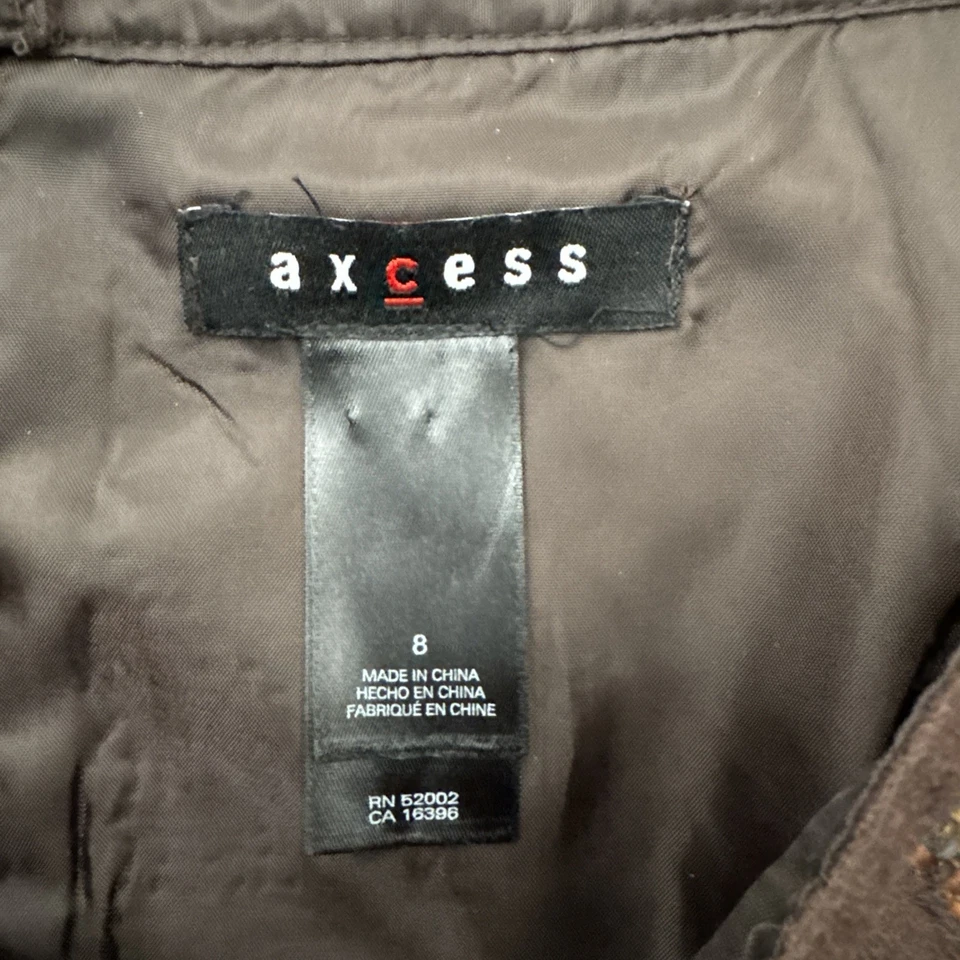 axcess
8
MADE IN CHINA
HECHO EN CHINA
FABRIQUÉ EN CHINE
RN 52002
CA 16396